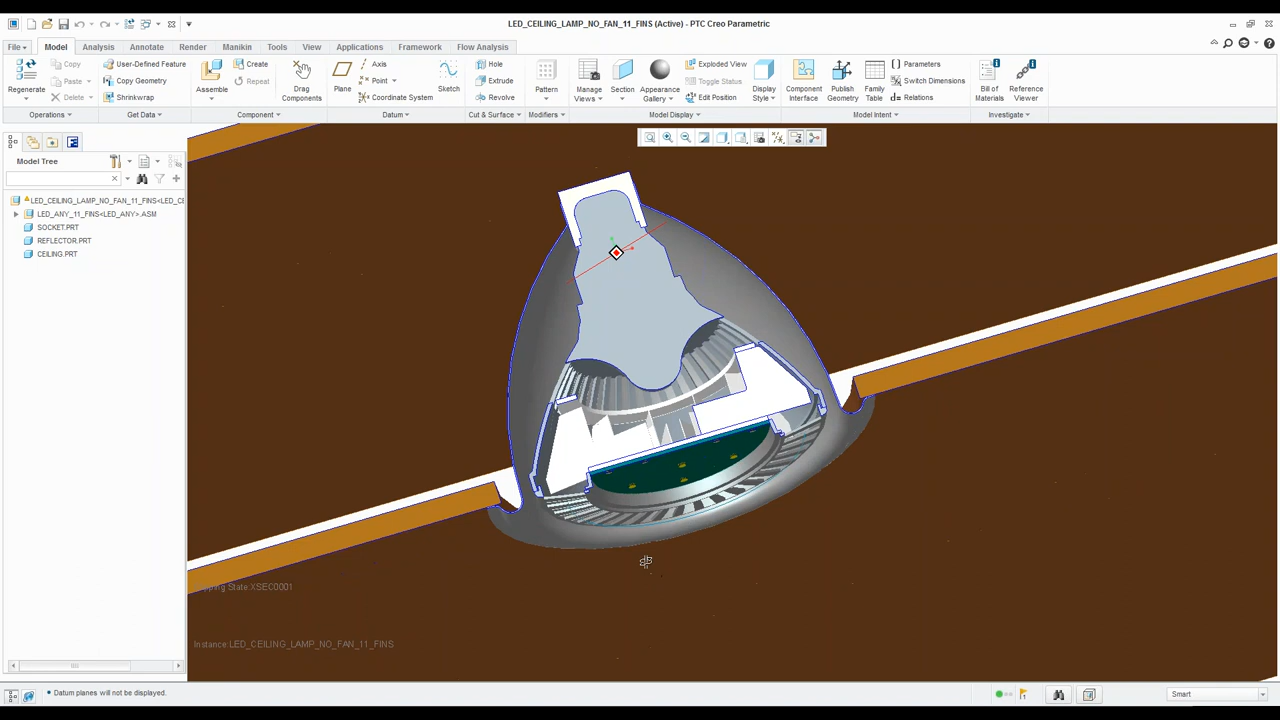 LED_CEILING_LAMP_NO_FAN_11_FINS (Active) - PTC Creo Parametric
File Model Analysis Annotate Render Manikin Tools View Applications Framework Flow Analysis
Regenerate
Copy
Paste
Delete
Operations
User-Defined Feature
Copy Geometry
Shrinkwrap
Get Data
Assemble
Create
Repeat
Drag Components
Component
Plane
Axis
Point
Coordinate System
Sketch
Datum
Hole
Extrude
Revolve
Cut & Surface
Pattern
Modifiers
Manage Views
Section
Appearance Gallery
Exploded View
Toggle Status
Edit Position
Display Style
Model Display
Component Interface
Publish Geometry
Family Table
Parameters
Switch Dimensions
Relations
Model Intent
Bill of Materials
Reference Viewer
Investigate
Model Tree
LED_CEILING_LAMP_NO_FAN_11_FINS<LED_CE
LED_ANY_11_FINS<LED_ANY>.ASM
SOCKET.PRT
REFLECTOR.PRT
CEILING.PRT
pping State:XSEC0001
Instance:LED_CEILING_LAMP_NO_FAN_11_FINS
• Datum planes will not be displayed.
Smart